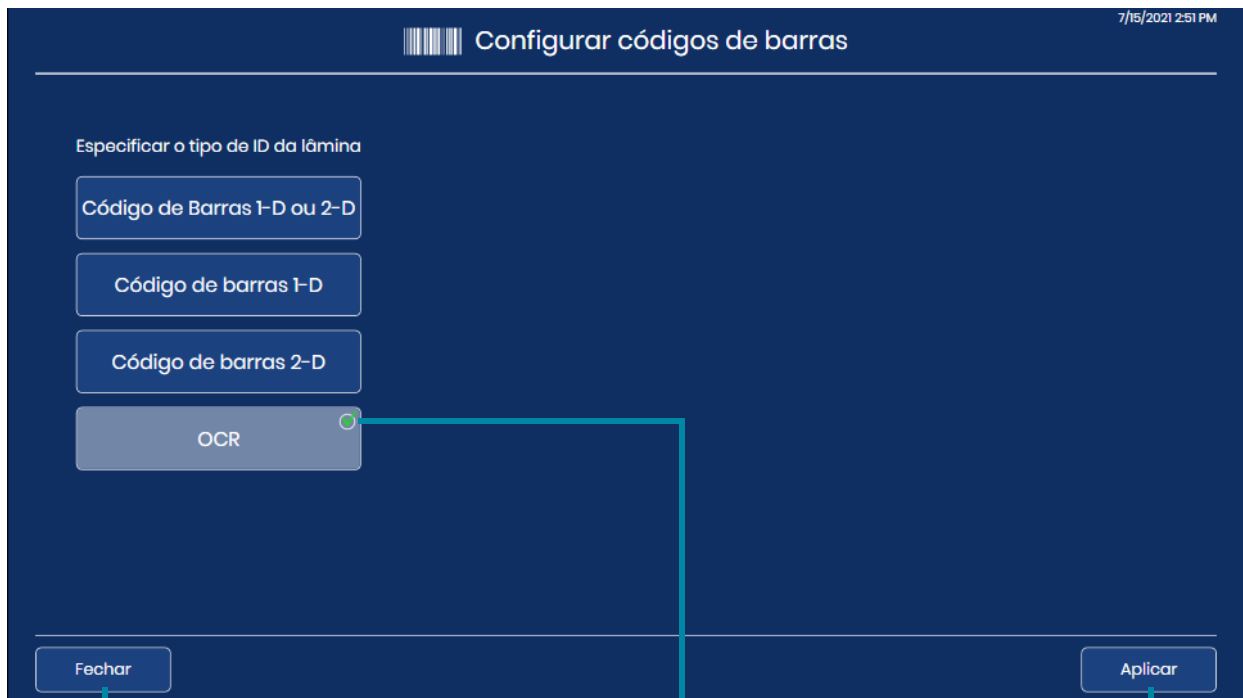 7/15/2021 2:51 PM
Configurar códigos de barras
Especificar o tipo de ID da lâmina
Código de Barras 1-D ou 2-D
Código de barras 1-D
Código de barras 2-D
OCR
Fechar
Aplicar